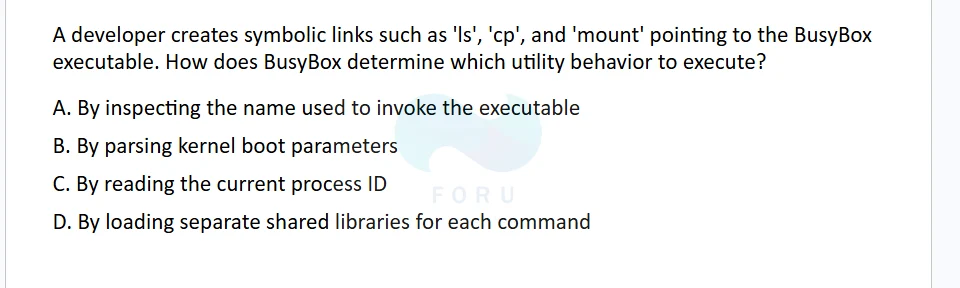 A developer creates symbolic links such as 'ls', 'cp', and 'mount' pointing to the BusyBox
executable. How does BusyBox determine which utility behavior to execute?
A. By inspecting the name used to invoke the executable
B. By parsing kernel boot parameters
C. By reading the current process ID
FORU
D. By loading separate shared libraries for each command